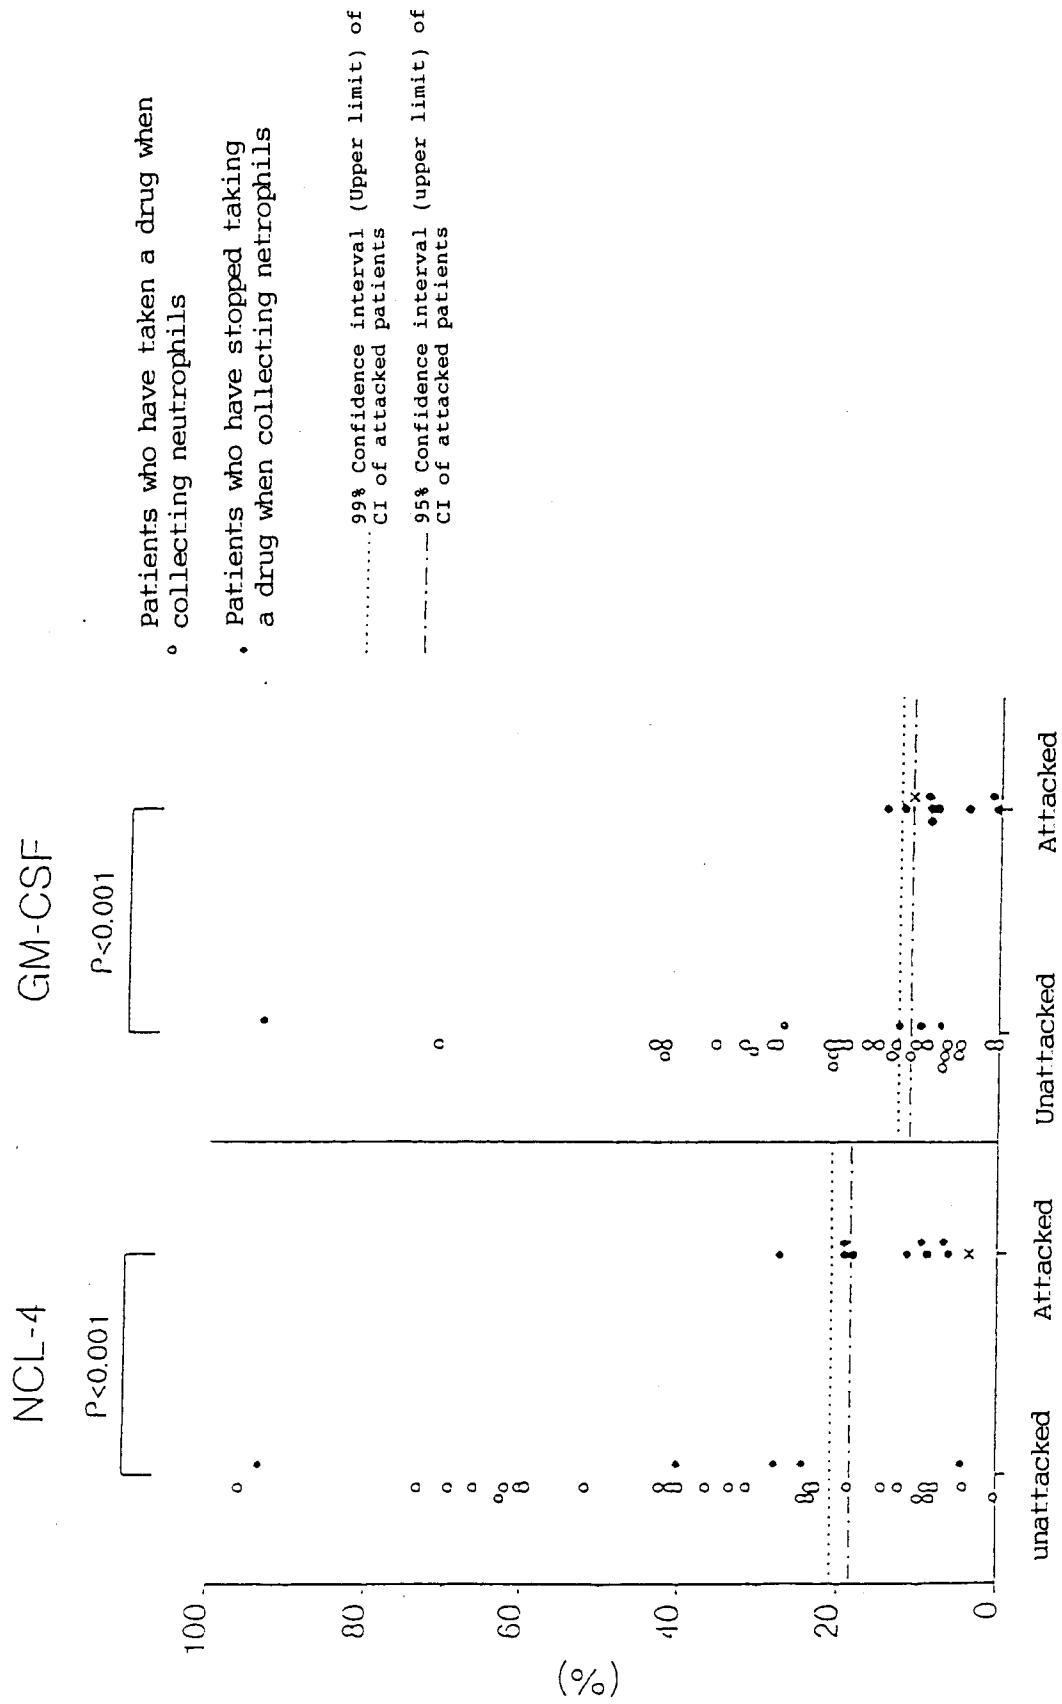 NCL-4
GM-CSF
P<0.001
P<0.001
(%)
100
80
60
40
20
0
unattacked
Attacked
Unattacked
Attacked
Patients who have taken a drug when
collecting neutrophils
Patients who have stopped taking
a drug when collecting netrophils
99% Confidence interval (Upper limit) of
CI of attacked patients
95% Confidence interval (upper limit) of
CI of attacked patients